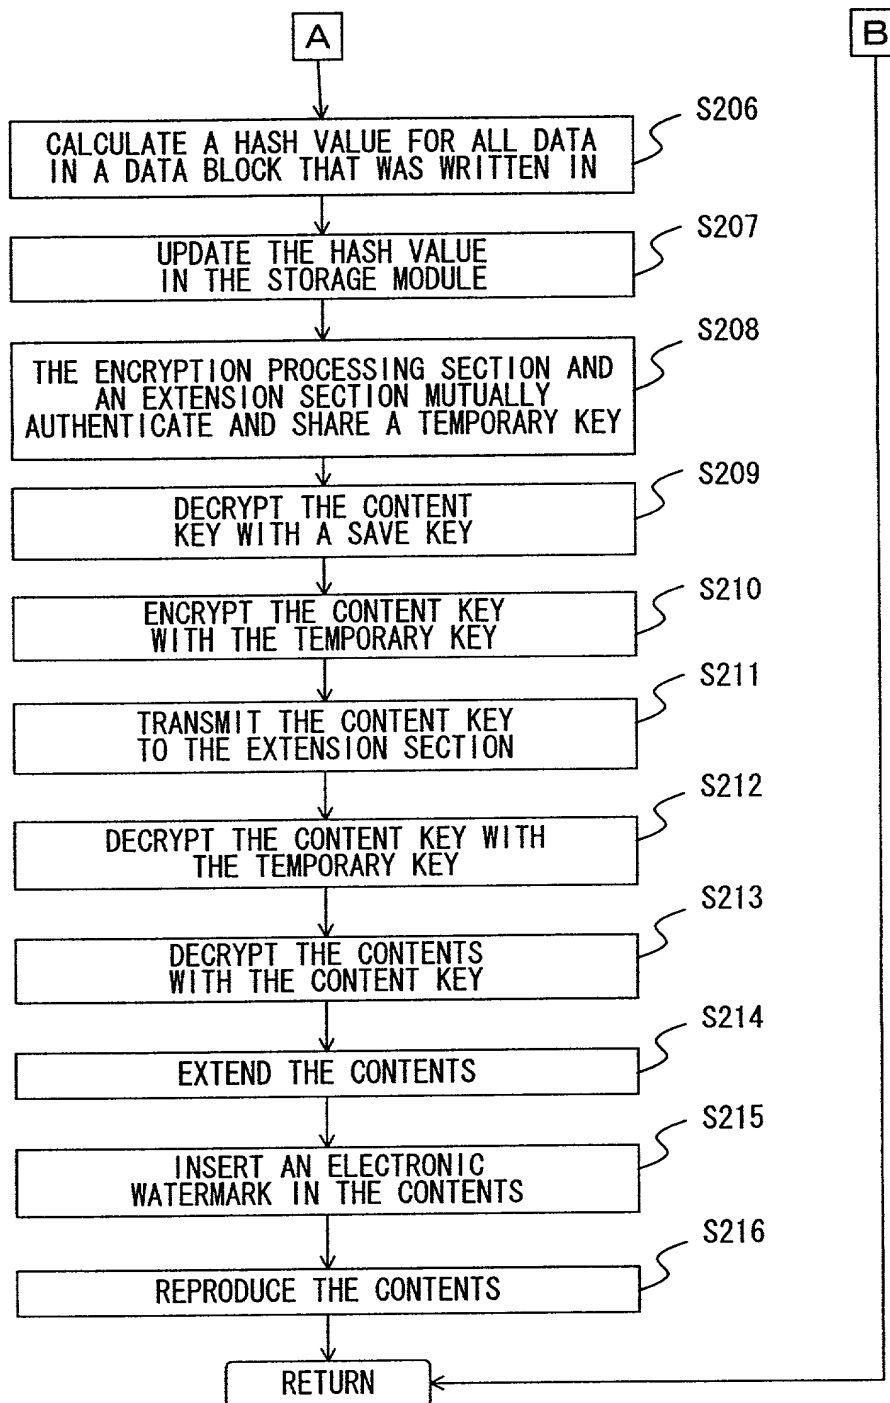 A
B
S206
CALCULATE A HASH VALUE FOR ALL DATA
IN A DATA BLOCK THAT WAS WRITTEN IN
S207
UPDATE THE HASH VALUE
IN THE STORAGE MODULE
S208
THE ENCRYPTION PROCESSING SECTION AND
AN EXTENSION SECTION MUTUALLY
AUTHENTICATE AND SHARE A TEMPORARY KEY
S209
DECRYPT THE CONTENT
KEY WITH A SAVE KEY
S210
ENCRYPT THE CONTENT KEY
WITH THE TEMPORARY KEY
S211
TRANSMIT THE CONTENT KEY
TO THE EXTENSION SECTION
S212
DECRYPT THE CONTENT KEY WITH
THE TEMPORARY KEY
S213
DECRYPT THE CONTENTS
WITH THE CONTENT KEY
S214
EXTEND THE CONTENTS
S215
INSERT AN ELECTRONIC
WATERMARK IN THE CONTENTS
S216
REPRODUCE THE CONTENTS
RETURN